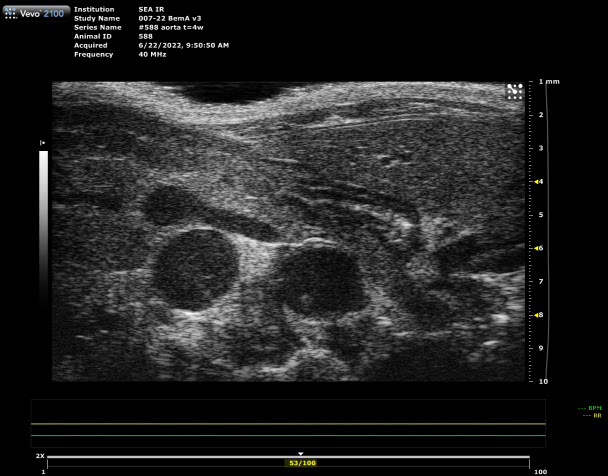 Vevo 2100
Institution SEA IR
Study Name 007-22 BemA v3
Series Name #588 aorta t=4w
Animal ID 588
Acquired 6/22/2022, 9:50:50 AM
Frequency 40 MHz
1 mm
2
3
4
5
6
7
8
9
10
--- BPM
--- RR
2X
53/100
1 100